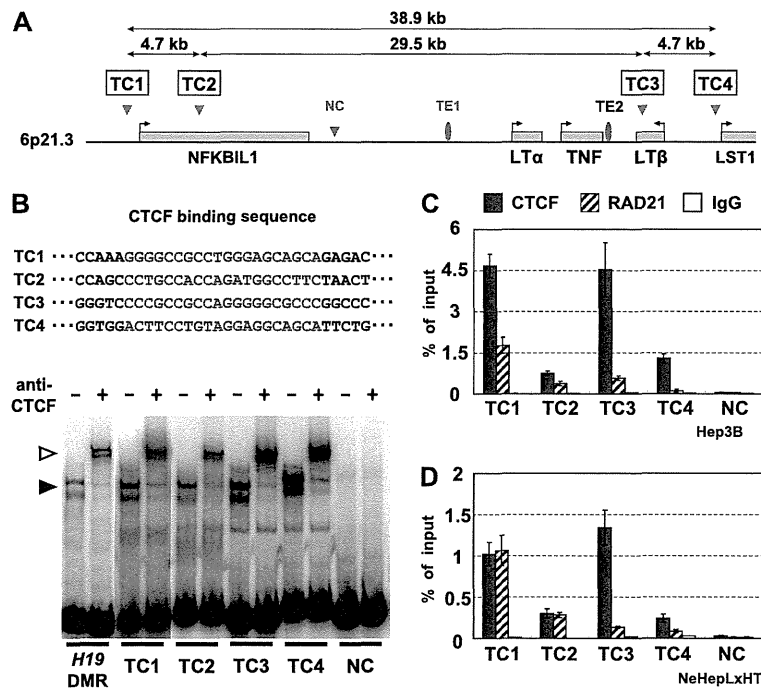 A
38.9 kb
4.7 kb 29.5 kb 4.7 kb
TC1 TC2 TC3 TC4
NC TE1 TE2
6p21.3
NFKBIL1 LTα TNF LTβ LST1
B
CTCF binding sequence
TC1 ···CCAAAGGGGCCGCCTGGGAGCAGCAGAGAC···
TC2 ···CCAGCCCTGCCACCAGATGGCCTTCTAACT···
TC3 ···GGGTCCCCGCCGCCAGGGGGCGCCCGGCCC···
TC4 ···GGTGGACTTCCTGTAGGAGGCAGCATTCTG···
anti-CTCF − + − + − + − + − + − +
H19 DMR TC1 TC2 TC3 TC4 NC
C
CTCF RAD21 IgG
% of input
6
4.5
3
1.5
0
TC1 TC2 TC3 TC4 NC
Hep3B
D
% of input
2
1.5
1
0.5
0
TC1 TC2 TC3 TC4 NC
NeHepLxHT